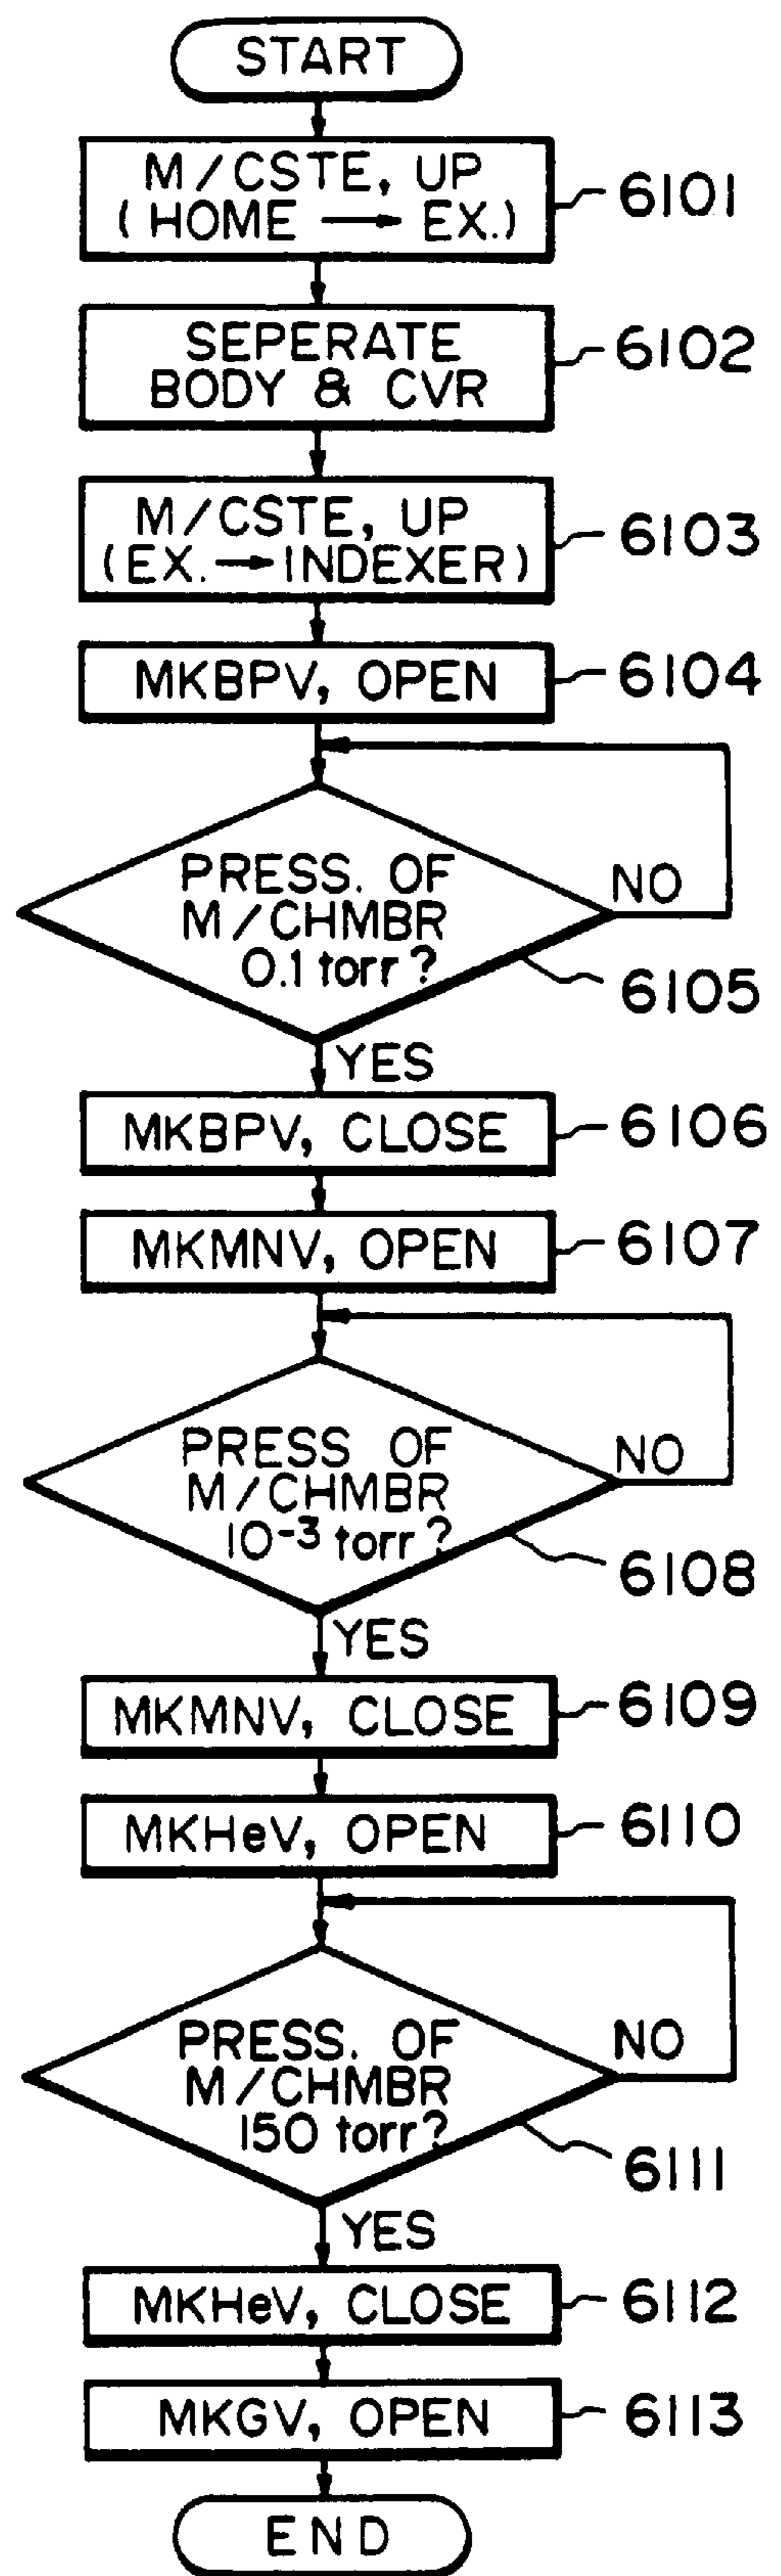 START
M/CSTE, UP
(HOME → EX.)
6101
SEPERATE
BODY & CVR
6102
M/CSTE, UP
(EX. → INDEXER)
6103
MKBPV, OPEN
6104
PRESS. OF
M/CHMBR
0.1 torr?
NO
6105
YES
MKBPV, CLOSE
6106
MKMNV, OPEN
6107
PRESS OF
M/CHMBR
10⁻³ torr?
NO
6108
YES
MKMNV, CLOSE
6109
MKHeV, OPEN
6110
PRESS. OF
M/CHMBR
150 torr?
NO
6111
YES
MKHeV, CLOSE
6112
MKGV, OPEN
6113
END